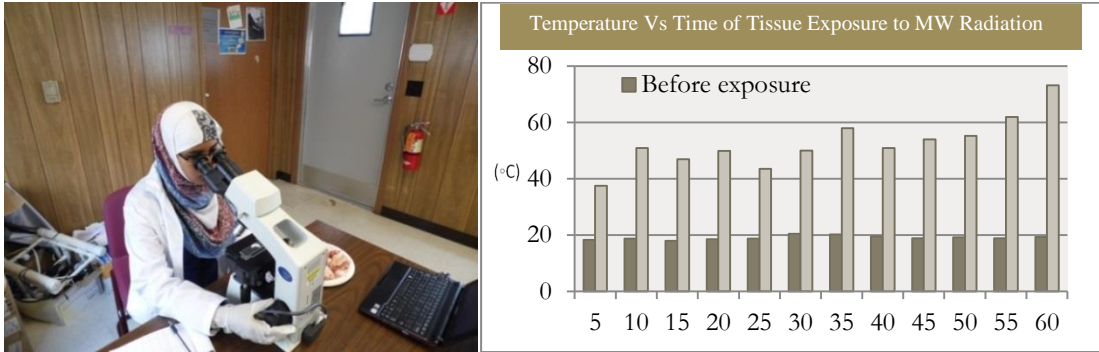 Temperature Vs Time of Tissue Exposure to MW Radiation
80
Before exposure
60
(◦C)
40
20
0
5 10 15 20 25 30 35 40 45 50 55 60